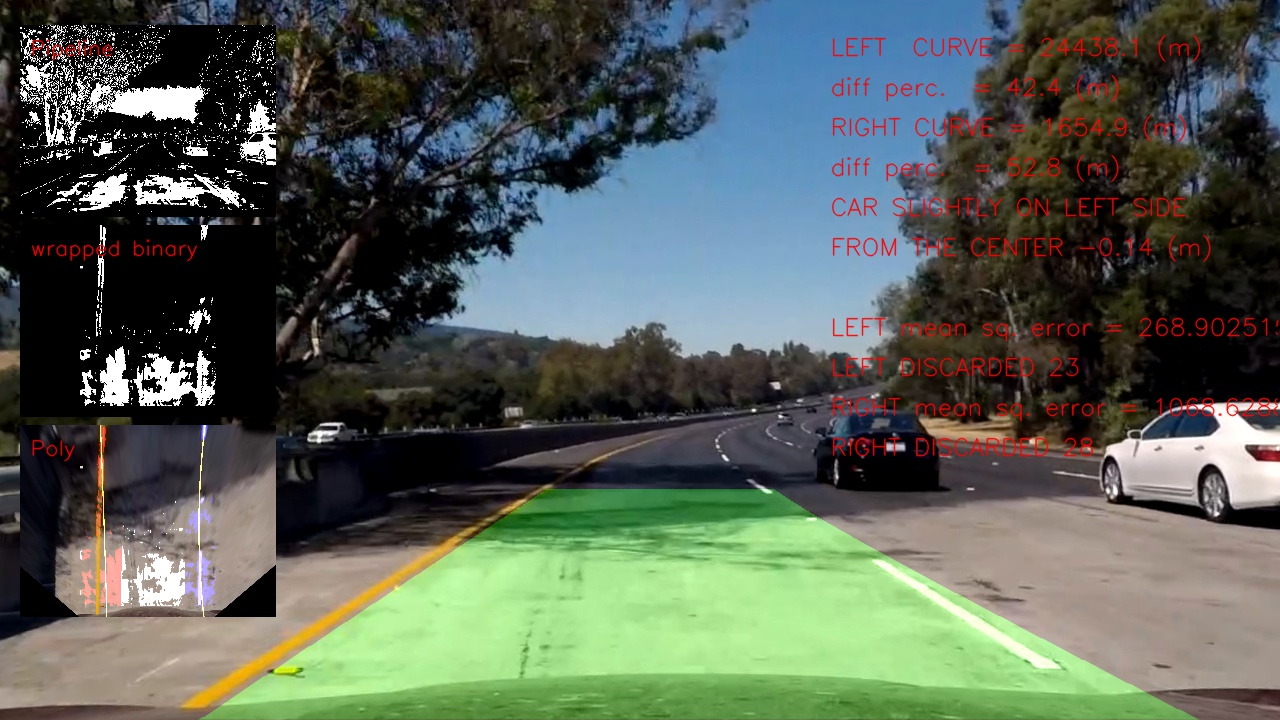 Pipeline
wrapped binary
Poly
LEFT CURVE = 24438.1 (m)
diff perc. = 42.4 (m)
RIGHT CURVE = 1654.9 (m)
diff perc. = 52.8 (m)
CAR SLIGHTLY ON LEFT SIDE
FROM THE CENTER -0.14 (m)
LEFT mean sq. error = 268.902519
LEFT DISCARDED 23
RIGHT mean sq. error = 1068.6288
RIGHT DISCARDED 28